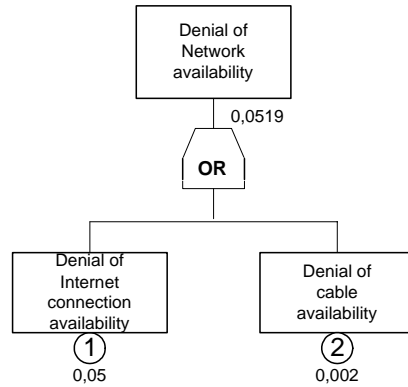 Denial of
Network
availability
0,0519
OR
Denial of
Internet
connection
availability
1
0,05
Denial of
cable
availability
2
0,002